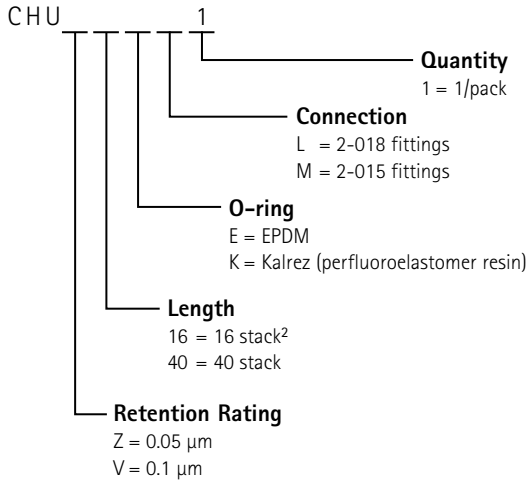 CHU 1
Quantity
1 = 1/pack
Connection
L = 2-018 fittings
M = 2-015 fittings
O-ring
E = EPDM
K = Kalrez (perfluoroelastomer resin)
Length
16 = 16 stack²
40 = 40 stack
Retention Rating
Z = 0.05 µm
V = 0.1 µm